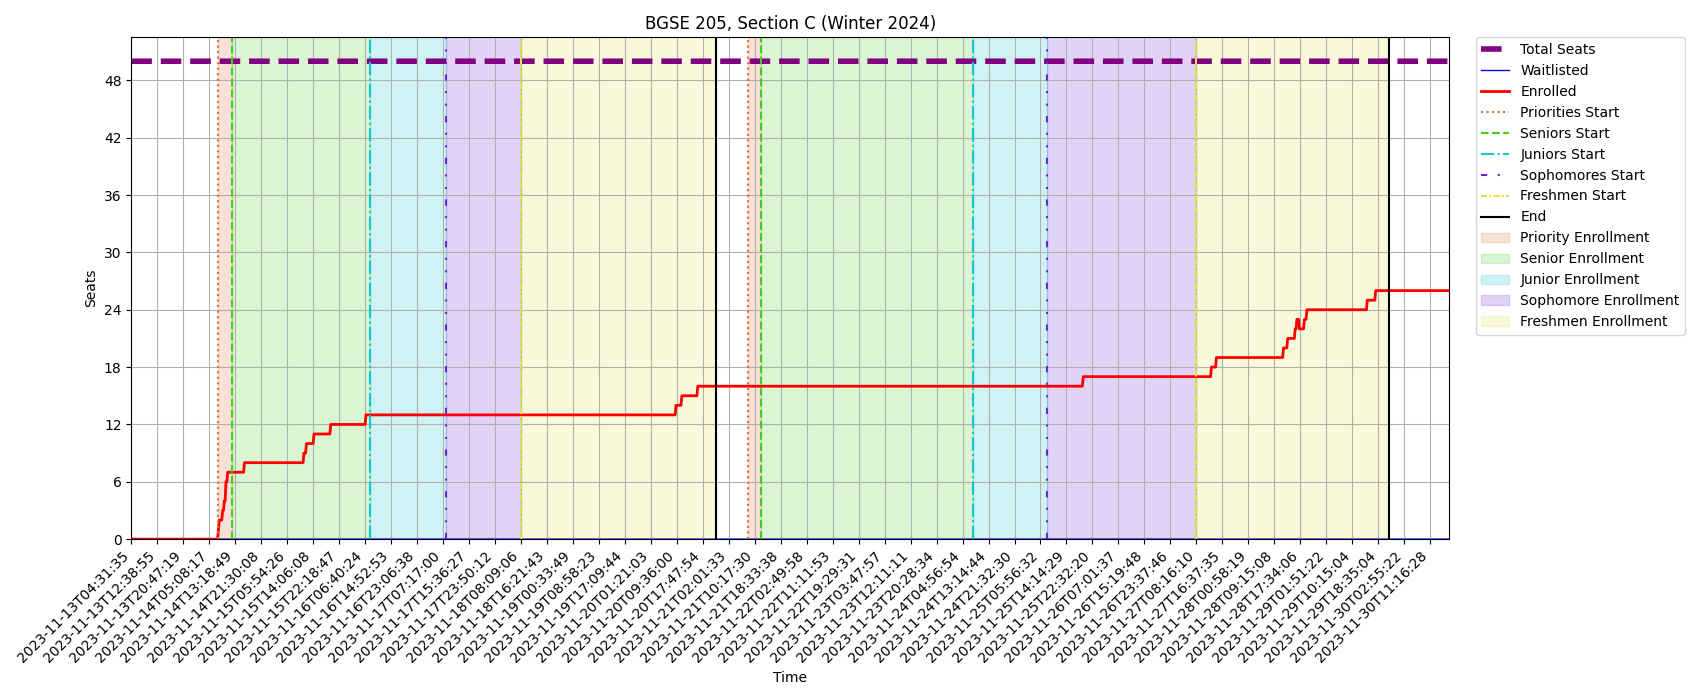 BGSE 205, Section C (Winter 2024)
Seats
48
42
36
30
24
18
12
6
0
2023-11-13T04:31:35
2023-11-13T12:38:55
2023-11-13T20:47:19
2023-11-14T05:08:17
2023-11-14T13:18:49
2023-11-14T21:30:08
2023-11-15T05:54:26
2023-11-15T14:06:08
2023-11-15T22:18:47
2023-11-16T06:40:24
2023-11-16T14:52:53
2023-11-16T23:06:38
2023-11-17T07:17:00
2023-11-17T15:36:27
2023-11-17T23:50:12
2023-11-18T08:09:06
2023-11-18T16:21:43
2023-11-19T00:33:49
2023-11-19T08:58:23
2023-11-19T17:09:44
2023-11-20T01:21:03
2023-11-20T09:36:00
2023-11-20T17:47:54
2023-11-21T02:01:33
2023-11-21T10:17:30
2023-11-21T18:33:38
2023-11-22T02:49:58
2023-11-22T11:11:53
2023-11-22T19:29:31
2023-11-23T03:47:57
2023-11-23T12:11:11
2023-11-23T20:28:34
2023-11-24T04:56:54
2023-11-24T13:14:44
2023-11-24T21:32:30
2023-11-25T05:56:32
2023-11-25T14:14:29
2023-11-25T22:32:20
2023-11-26T07:01:37
2023-11-26T15:19:48
2023-11-26T23:37:46
2023-11-27T08:16:10
2023-11-27T16:37:35
2023-11-28T00:58:19
2023-11-28T09:15:08
2023-11-28T17:34:06
2023-11-29T01:51:22
2023-11-29T10:15:04
2023-11-29T18:35:04
2023-11-30T02:55:22
2023-11-30T11:16:28
Time
Total Seats
Waitlisted
Enrolled
Priorities Start
Seniors Start
Juniors Start
Sophomores Start
Freshmen Start
End
Priority Enrollment
Senior Enrollment
Junior Enrollment
Sophomore Enrollment
Freshmen Enrollment